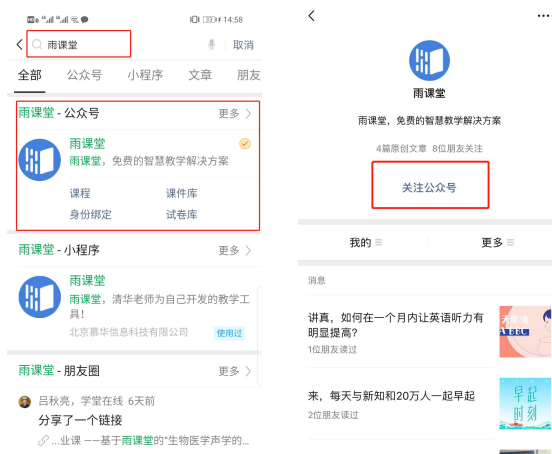 14:58
雨课堂
取消
全部 公众号 小程序 文章 朋友
雨课堂 - 公众号 更多
雨课堂
雨课堂，免费的智慧教学解决方案
课程 课件库
身份绑定 试卷库
雨课堂 - 小程序 更多
雨课堂
雨课堂，清华老师为自己开发的教学工
具！
北京慕华信息科技有限公司 使用过
雨课堂 - 朋友圈 更多
吕秋亮，学堂在线 6天前
分享了一个链接
...业课 ——基于雨课堂的“生物医学声学的...
雨课堂
雨课堂，免费的智慧教学解决方案
4篇原创文章 8位朋友关注
关注公众号
我的 更多
消息
讲真，如何在一个月内让英语听力有
明显提高？
1位朋友读过
来，每天与新知和20万人一起早起
2位朋友读过
早起
时刻